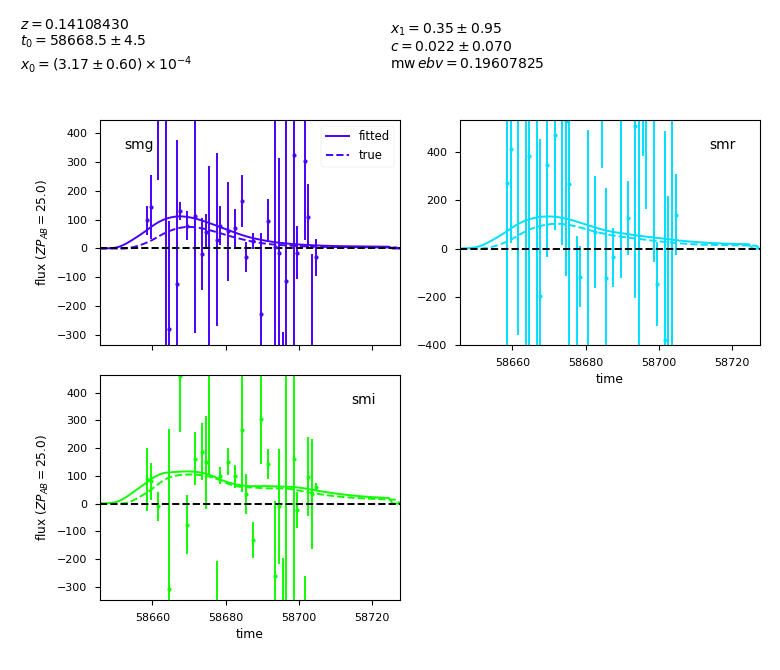 z = 0.14108430
t₀ = 58668.5 ± 4.5
x₀ = (3.17 ± 0.60) × 10⁻⁴
x₁ = 0.35 ± 0.95
c = 0.022 ± 0.070
mw ebv = 0.19607825
smg
fitted
true
400
300
200
100
0
−100
−200
−300
flux (ZP_AB = 25.0)
smr
400
200
0
−200
−400
58660 58680 58700 58720
time
smi
400
300
200
100
0
−100
−200
−300
flux (ZP_AB = 25.0)
58660 58680 58700 58720
time